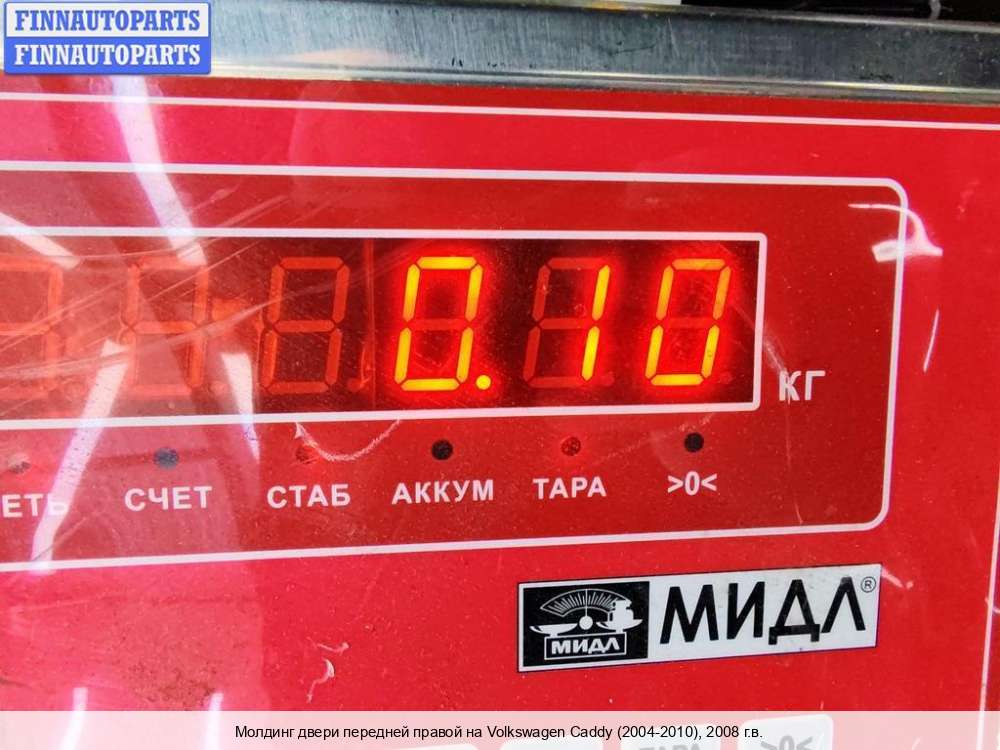 FINNAUTOPARTS
FINNAUTOPARTS
0.10
КГ
СЧЕТ СТАБ АККУМ ТАРА >0<
МИДЛ
МИДЛ®
Молдинг двери передней правой на Volkswagen Caddy (2004-2010), 2008 г.в.